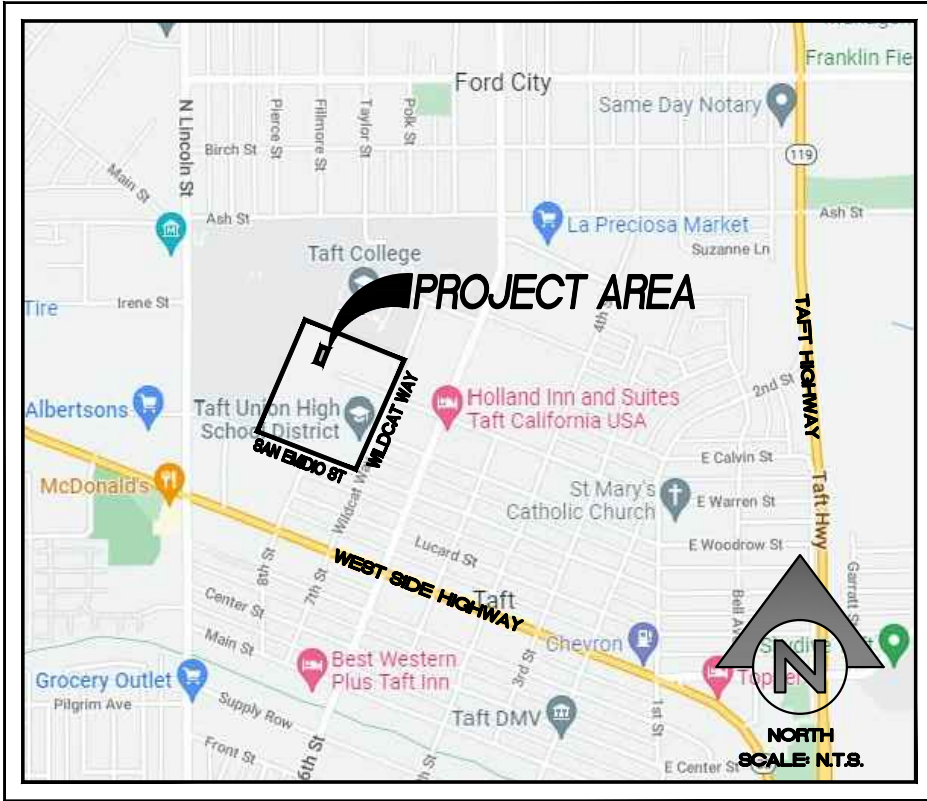 Franklin Fie
Ford City
Same Day Notary
N Lincoln St
Pierce St
Fillmore St
Taylor St
Polk St
Birch St
119
Main St
Ash St
La Preciosa Market
Ash St
Suzanne Ln
Taft College
PROJECT AREA
Tire
Irene St
4th S
TAFT HIGHWAY
2nd St
Albertsons
Taft Union High
School District
WILDCAT WAY
Holland Inn and Suites
Taft California USA
SAN EMIDIO ST
E Calvin St
McDonald's
Wildcat W
St Mary's
Catholic Church
E Warren St
Taft Hwy
Lucard St
E Woodrow St
8th St
7th St
WEST SIDE HIGHWAY
Taft
Center St
Bell Av
Garratt S
Main St
Chevron
Best Western
Plus Taft Inn
3rd St
Grocery Outlet
Pilgrim Ave
Supply Row
Taft DMV
1st St
N
Front St
6th St
th St
NORTH
SCALE: N.T.S.
E Center St